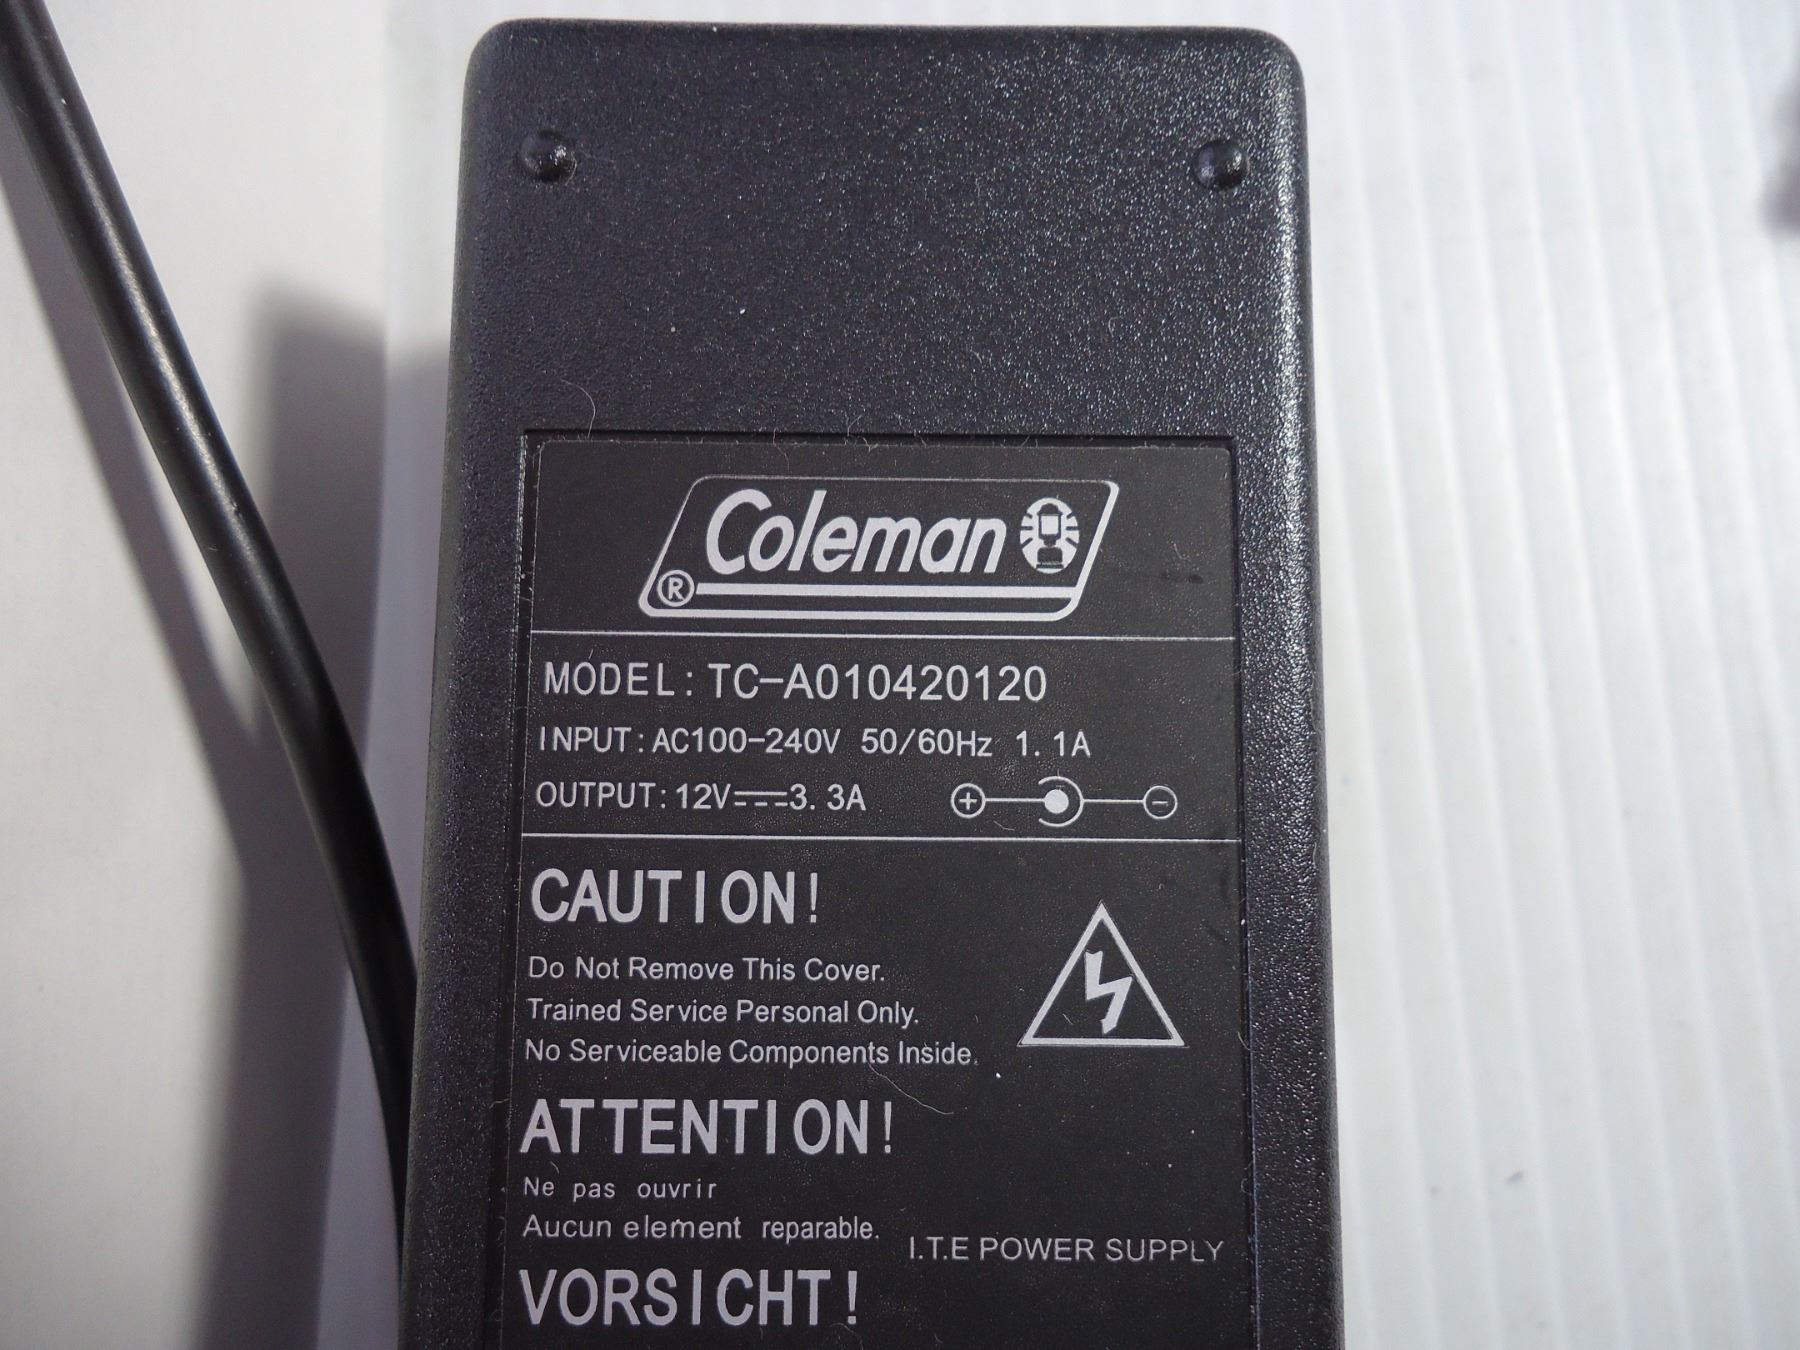 Coleman
®
MODEL: TC-A010420120
INPUT: AC100-240V 50/60Hz 1.1A
OUTPUT: 12V⎓3.3A + -
CAUTION!
Do Not Remove This Cover.
Trained Service Personal Only.
No Serviceable Components Inside.
ATTENTION!
Ne pas ouvrir
Aucun element reparable.
I.T.E POWER SUPPLY
VORSICHT!